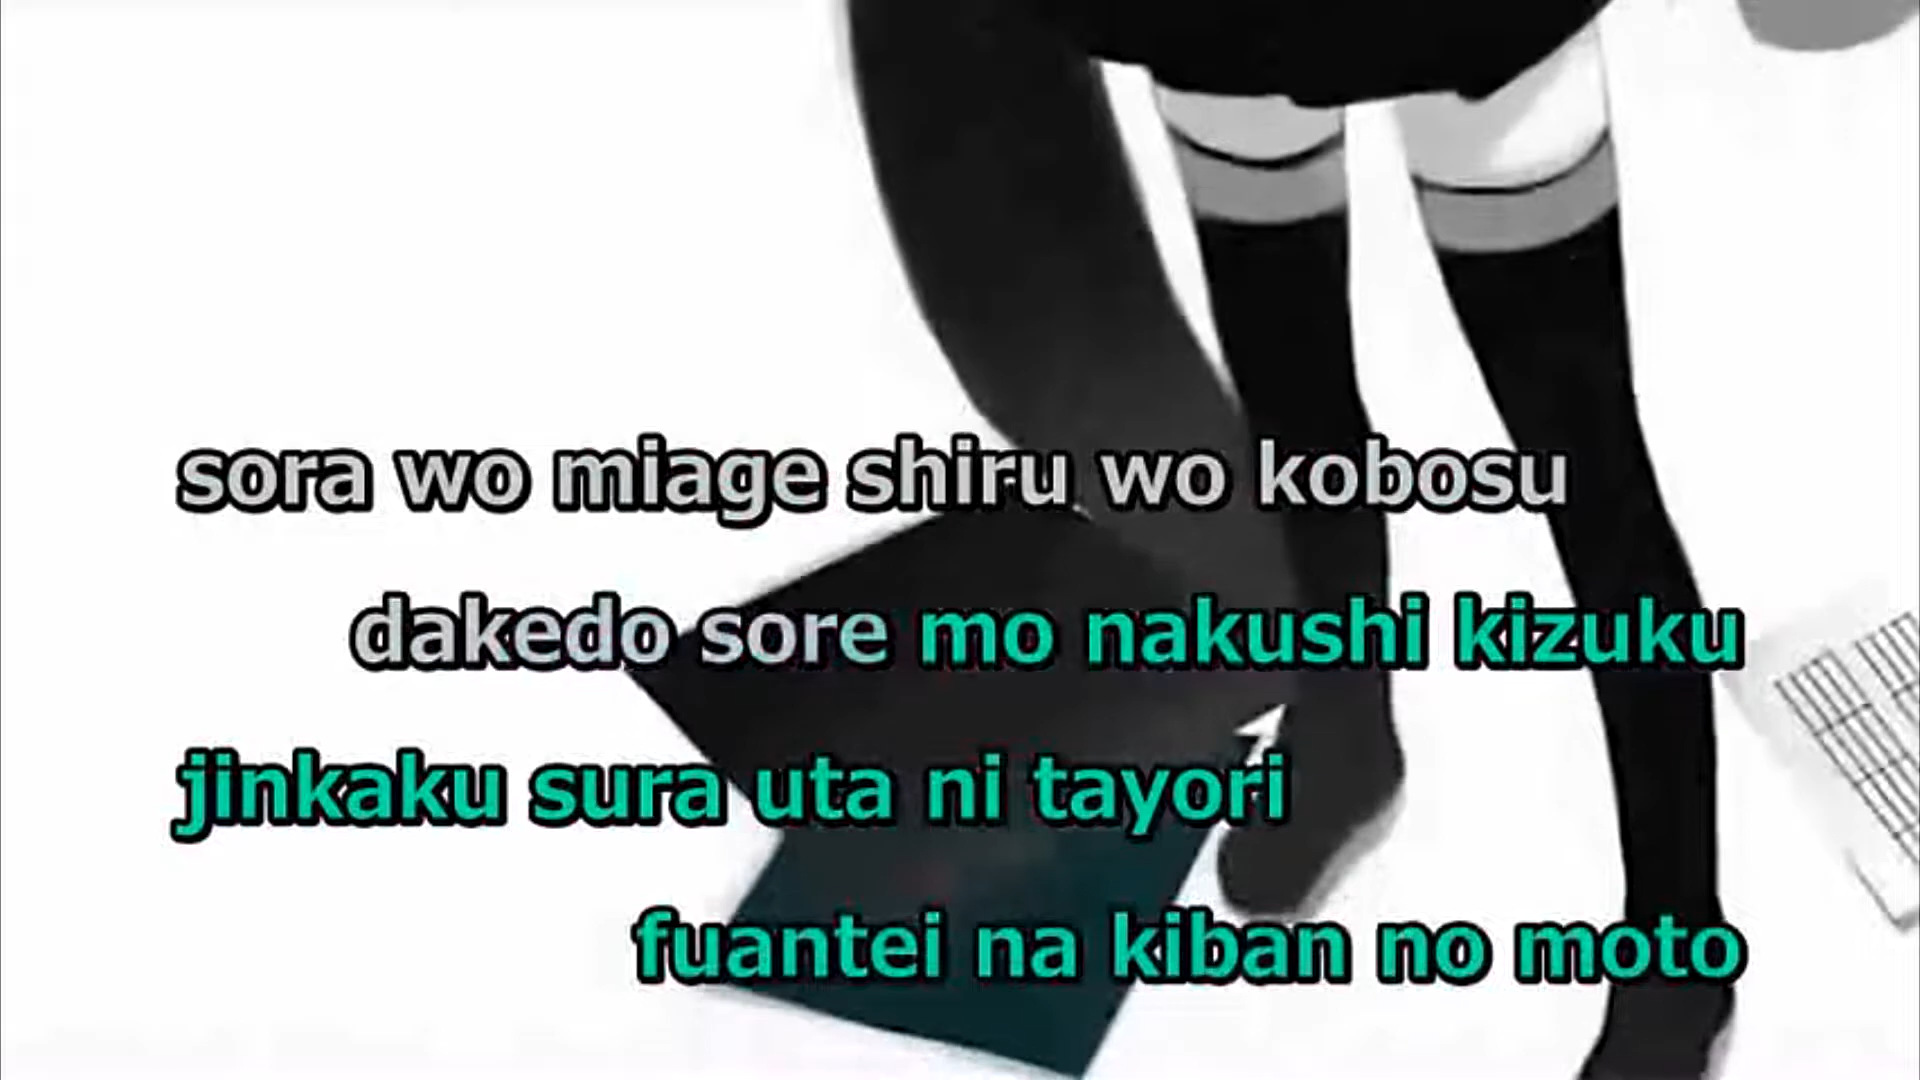 sora wo miage shiru wo kobosu
dakedo sore mo nakushi kizuku
jinkaku sura uta ni tayori
fuantei na kiban no moto